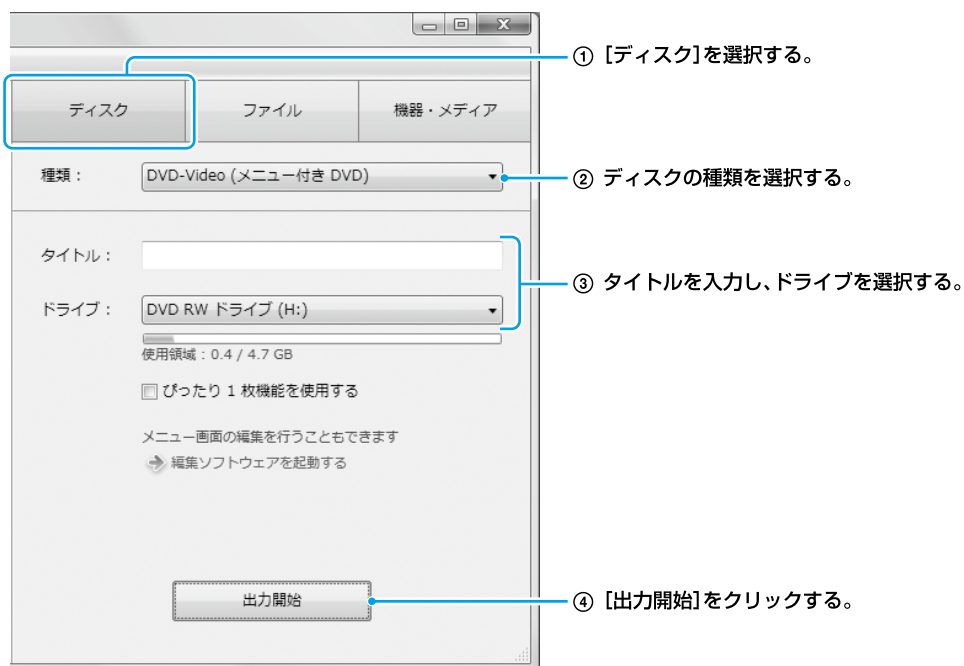 ① [ディスク]を選択する。
ディスク ファイル 機器・メディア
種類： DVD-Video (メニュー付き DVD)
② ディスクの種類を選択する。
タイトル：
③ タイトルを入力し、ドライブを選択する。
ドライブ： DVD RW ドライブ (H:)
使用領域：0.4 / 4.7 GB
ぴったり 1 枚機能を使用する
メニュー画面の編集を行うこともできます
編集ソフトウェアを起動する
出力開始
④ [出力開始]をクリックする。